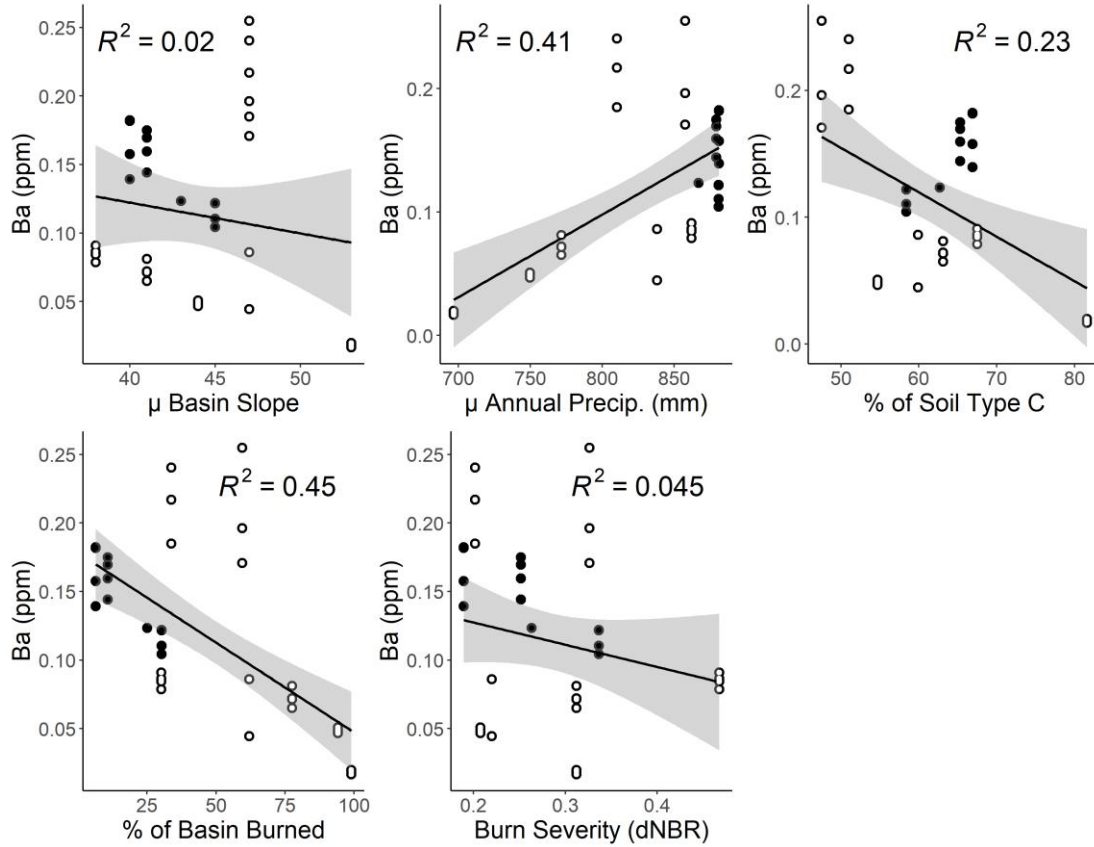 R² = 0.02
0.25
0.20
0.15
0.10
0.05
Ba (ppm)
40
45
50
μ Basin Slope
R² = 0.41
0.2
0.1
0.0
Ba (ppm)
700
750
800
850
μ Annual Precip. (mm)
R² = 0.23
0.2
0.1
0.0
Ba (ppm)
50
60
70
80
% of Soil Type C
R² = 0.45
0.25
0.20
0.15
0.10
0.05
Ba (ppm)
25
50
75
100
% of Basin Burned
R² = 0.045
0.25
0.20
0.15
0.10
0.05
Ba (ppm)
0.2
0.3
0.4
Burn Severity (dNBR)